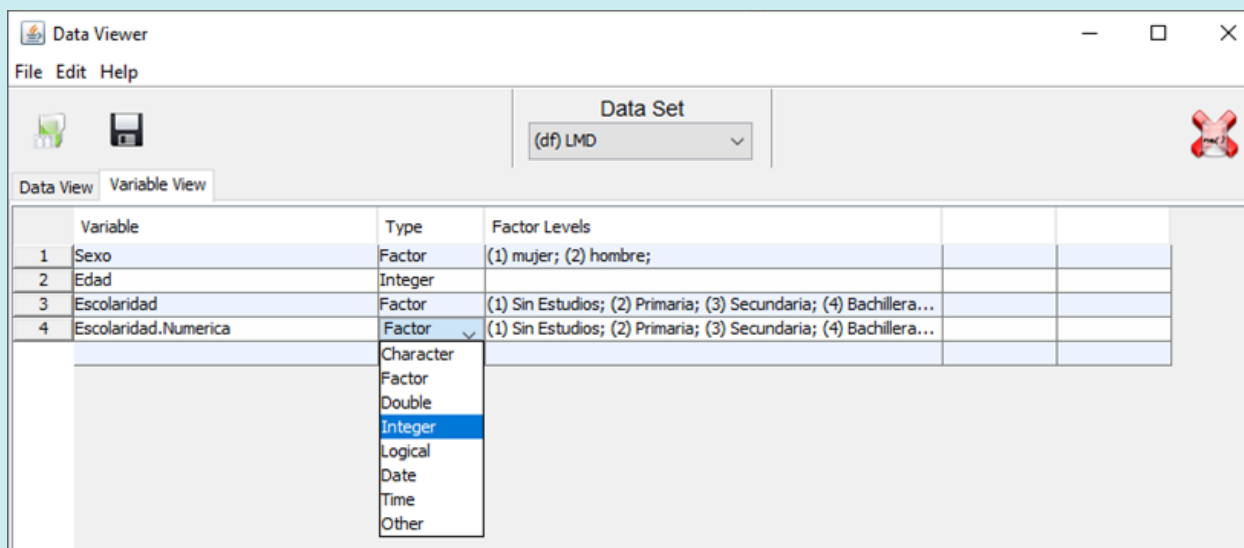 Data Viewer
File Edit Help
Data Set
(df) LMD
Data View Variable View
Variable Type Factor Levels
1 Sexo Factor (1) mujer; (2) hombre;
2 Edad Integer
3 Escolaridad Factor (1) Sin Estudios; (2) Primaria; (3) Secundaria; (4) Bachillera...
4 Escolaridad.Numerica Factor (1) Sin Estudios; (2) Primaria; (3) Secundaria; (4) Bachillera...
Character
Factor
Double
Integer
Logical
Date
Time
Other